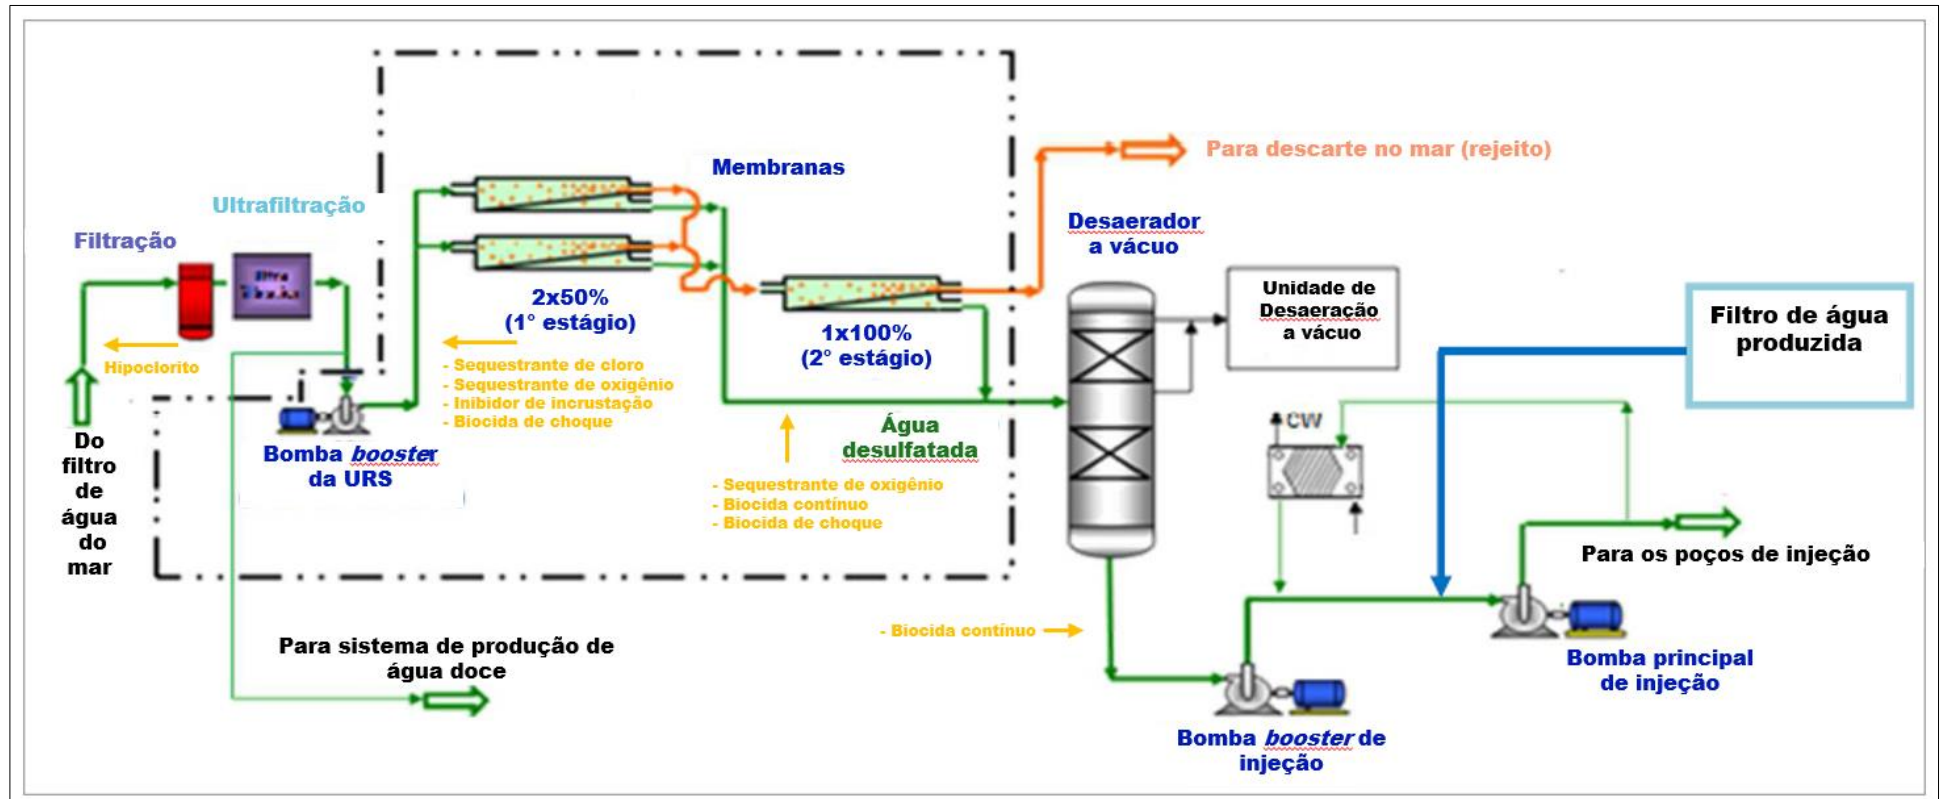 Membranas
Para descarte no mar (rejeito)
Ultrafiltração
Filtração
Desaerador
a vácuo
Unidade de
Desaeração
a vácuo
Filtro de água
produzida
2x50%
(1° estágio)
1x100%
(2° estágio)
Hipoclorito
- Sequestrante de cloro
- Sequestrante de oxigênio
- Inibidor de incrustação
- Biocida de choque
Do
filtro
de
água
do
mar
Bomba booster
da URS
Água
desulfatada
- Sequestrante de oxigênio
- Biocida contínuo
- Biocida de choque
CW
Para os poços de injeção
- Biocida contínuo
Para sistema de produção de
água doce
Bomba principal
de injeção
Bomba booster de
injeção